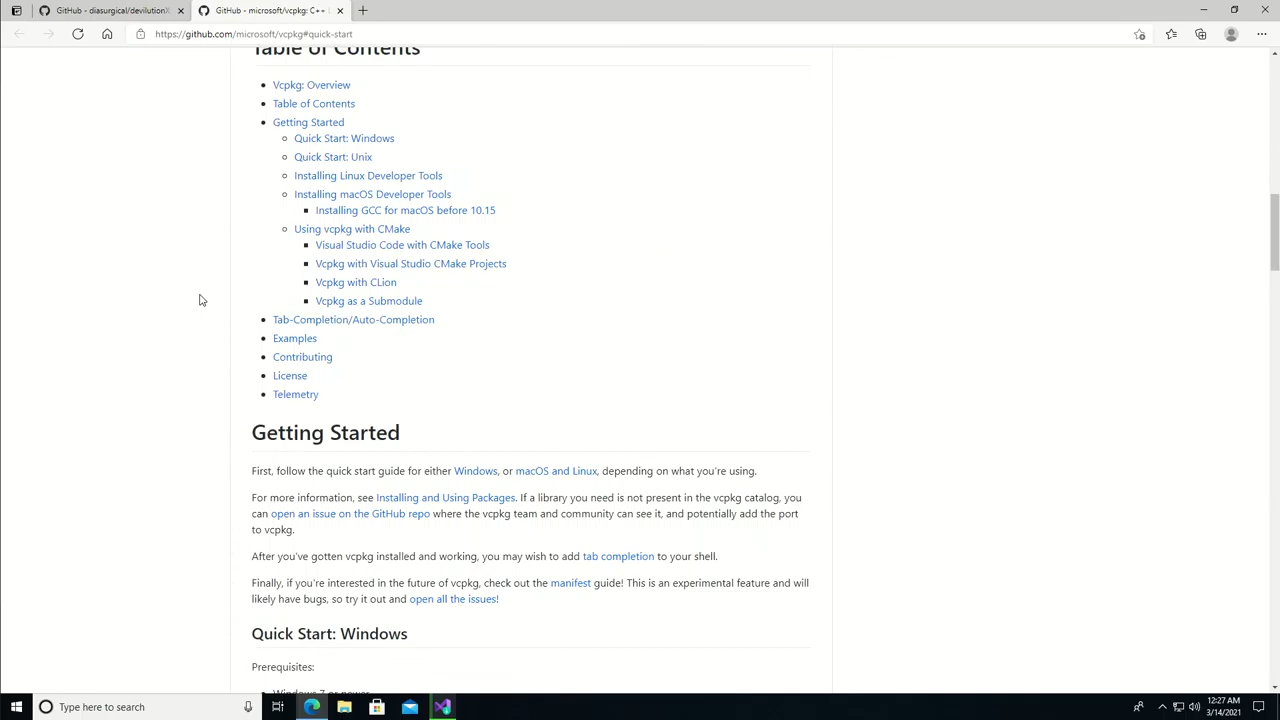 GitHub - diasurgical/devilutionX
GitHub - microsoft/vcpkg: C++ L
https://github.com/microsoft/vcpkg#quick-start
Table of Contents
Vcpkg: Overview
Table of Contents
Getting Started
Quick Start: Windows
Quick Start: Unix
Installing Linux Developer Tools
Installing macOS Developer Tools
Installing GCC for macOS before 10.15
Using vcpkg with CMake
Visual Studio Code with CMake Tools
Vcpkg with Visual Studio CMake Projects
Vcpkg with CLion
Vcpkg as a Submodule
Tab-Completion/Auto-Completion
Examples
Contributing
License
Telemetry
Getting Started
First, follow the quick start guide for either Windows, or macOS and Linux, depending on what you're using.
For more information, see Installing and Using Packages. If a library you need is not present in the vcpkg catalog, you
can open an issue on the GitHub repo where the vcpkg team and community can see it, and potentially add the port
to vcpkg.
After you've gotten vcpkg installed and working, you may wish to add tab completion to your shell.
Finally, if you're interested in the future of vcpkg, check out the manifest guide! This is an experimental feature and will
likely have bugs, so try it out and open all the issues!
Quick Start: Windows
Prerequisites:
Windows 7 or newer
Type here to search
12:27 AM
3/14/2021